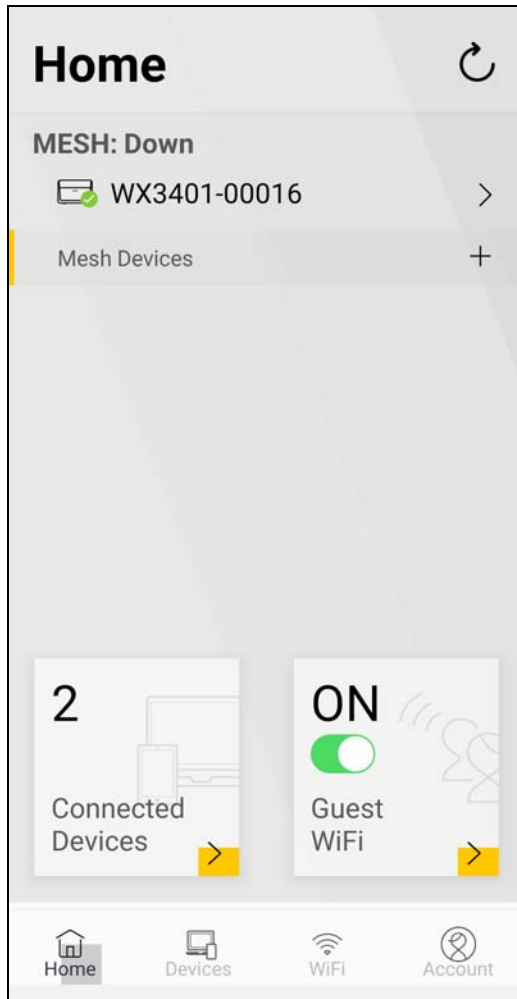 Home
MESH: Down
WX3401-00016
Mesh Devices
2
Connected
Devices
ON
Guest
WiFi
Home
Devices
WiFi
Account